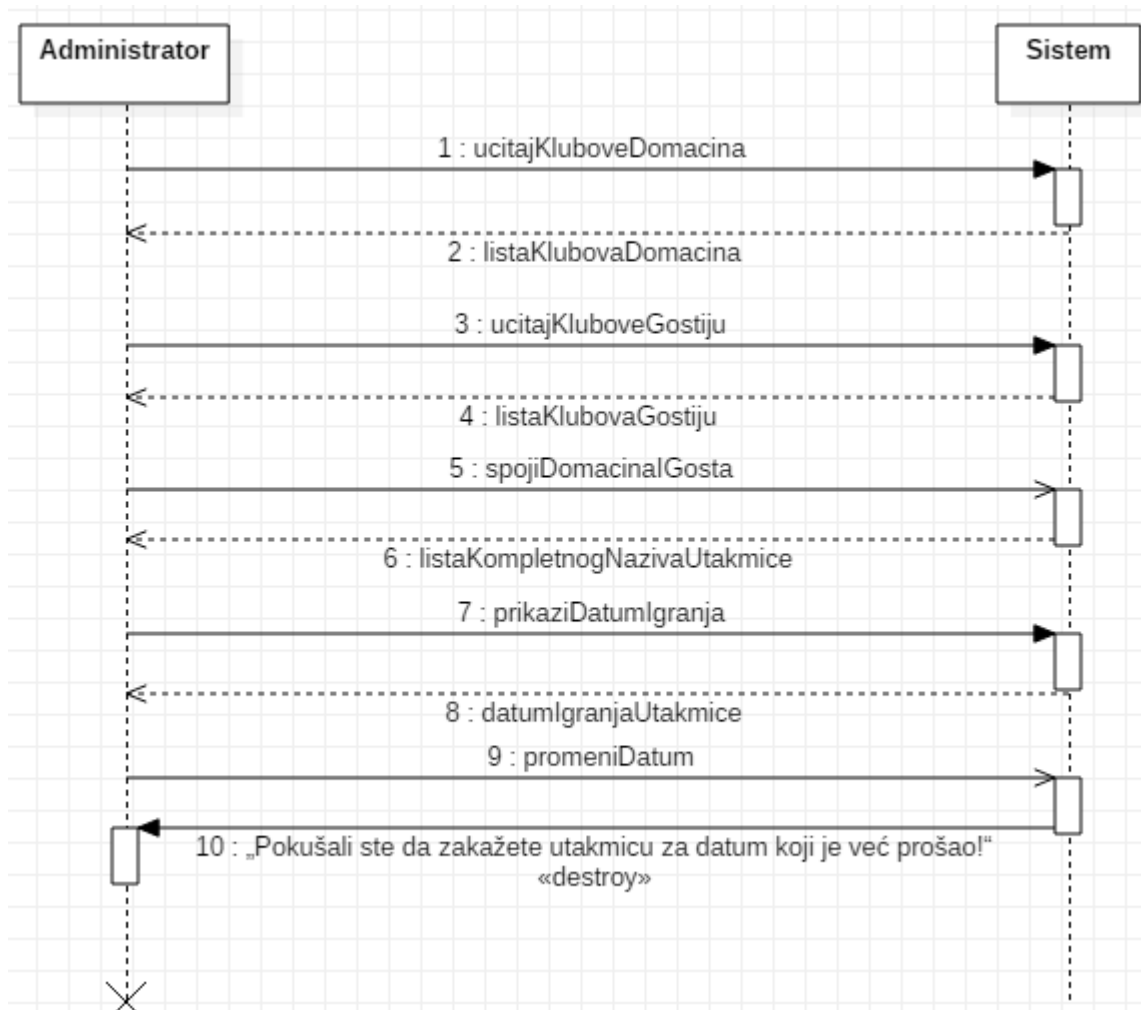 Administrator
Sistem
1 : ucitajKluboveDomacina
2 : listaKlubovaDomacina
3 : ucitajKluboveGostiju
4 : listaKlubovaGostiju
5 : spojiDomacinaIGosta
6 : listaKompletnogNazivaUtakmice
7 : prikaziDatumIgranja
8 : datumIgranjaUtakmice
9 : promeniDatum
10 : „Pokušali ste da zakažete utakmicu za datum koji je već prošao!“
«destroy»